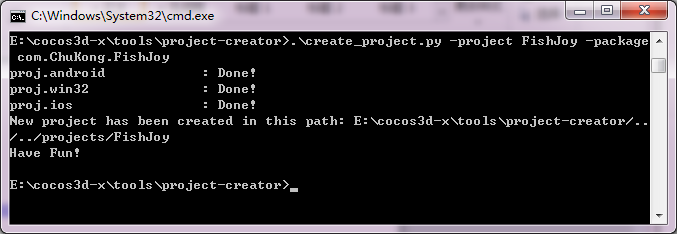 C:\Windows\System32\cmd.exe
E:\cocos3d-x\tools\project-creator>.\create_project.py -project FishJoy -package
com.ChuKong.FishJoy
proj.android : Done!
proj.win32 : Done!
proj.ios : Done!
New project has been created in this path: E:\cocos3d-x\tools\project-creator/..
/../projects/FishJoy
Have Fun!
E:\cocos3d-x\tools\project-creator>_